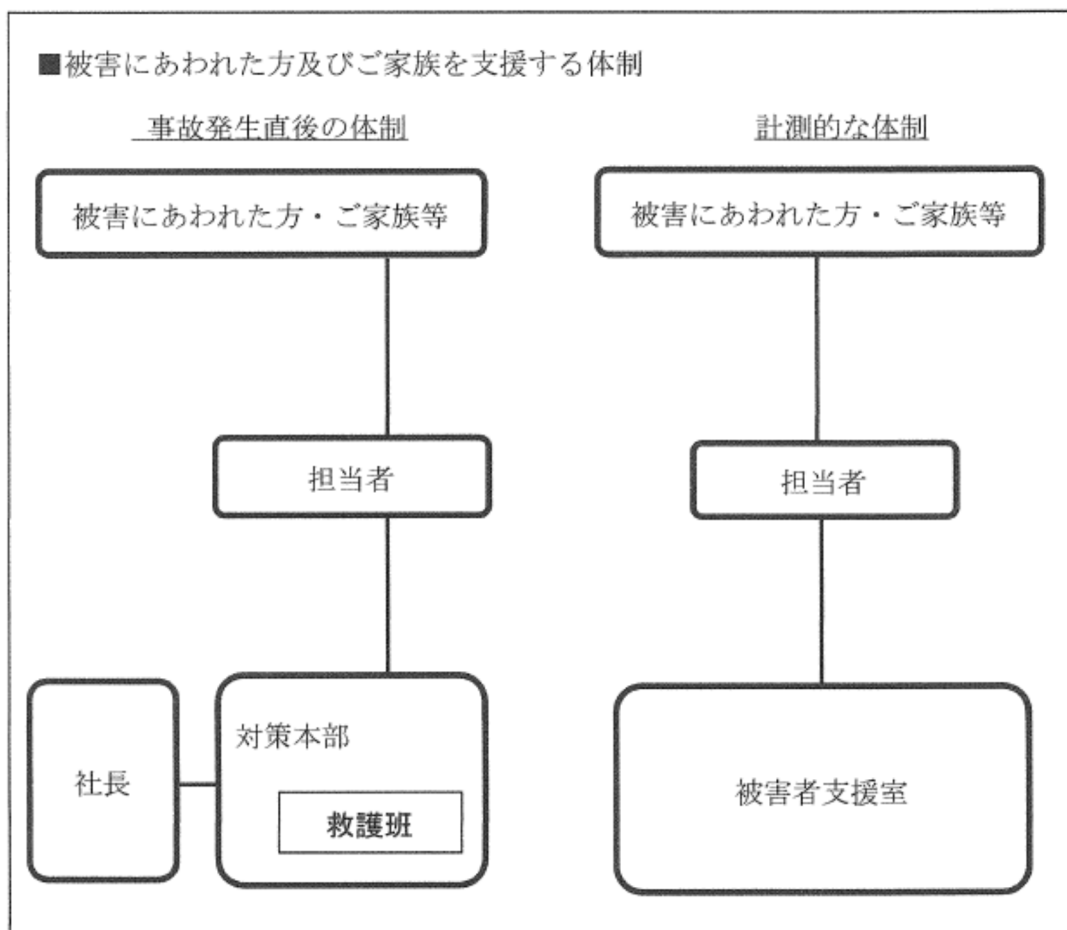 ■被害にあわれた方及びご家族を支援する体制
事故発生直後の体制
被害にあわれた方・ご家族等
担当者
社長
対策本部
救護班
計測的な体制
被害にあわれた方・ご家族等
担当者
被害者支援室